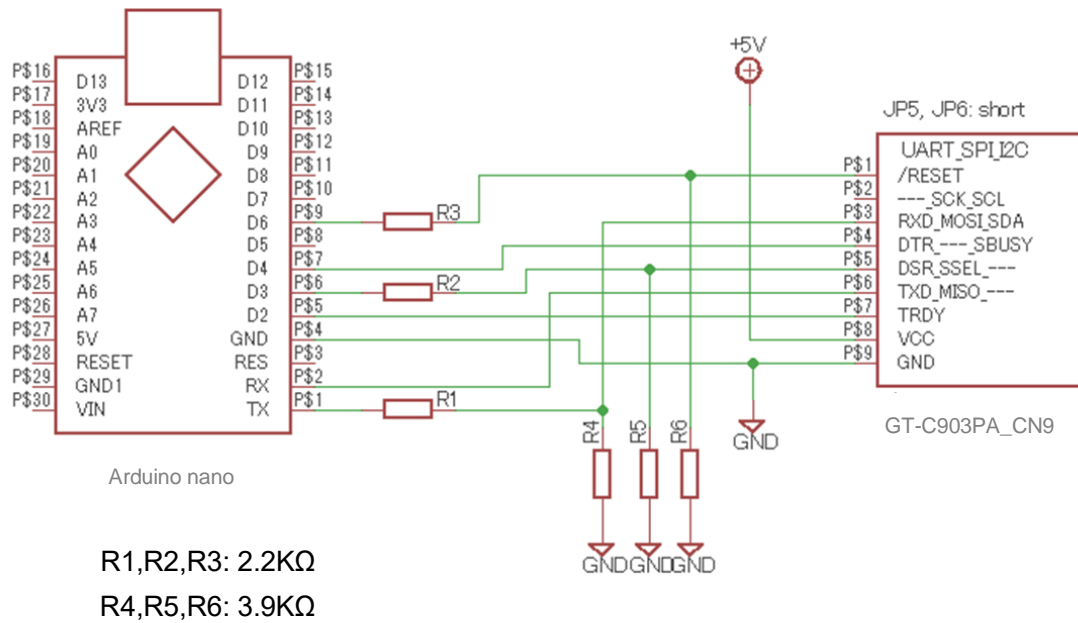 +5V
JP5, JP6: short
P$16 D13 D12 P$15
P$17 3V3 D11 P$14
P$18 AREF D10 P$13
P$19 A0 D9 P$12
P$20 A1 D8 P$11
P$21 A2 D7 P$10
P$22 A3 D6 P$9 R3
P$23 A4 D5 P$8
P$24 A5 D4 P$7
P$25 A6 D3 P$6 R2
P$26 A7 D2 P$5
P$27 5V GND P$4
P$28 RESET RES P$3
P$29 GND1 RX P$2
P$30 VIN TX P$1 R1
UART_SPI_I2C
P$1 /RESET
P$2 ---_SCK_SCL
P$3 RXD_MOSI_SDA
P$4 DTR_---_SBUSY
P$5 DSR_SSEL_---
P$6 TXD_MISO_---
P$7 TRDY
P$8 VCC
P$9 GND
R4 R5 R6
GND
GT-C903PA_CN9
Arduino nano
GND GND GND
R1,R2,R3: 2.2KΩ
R4,R5,R6: 3.9KΩ